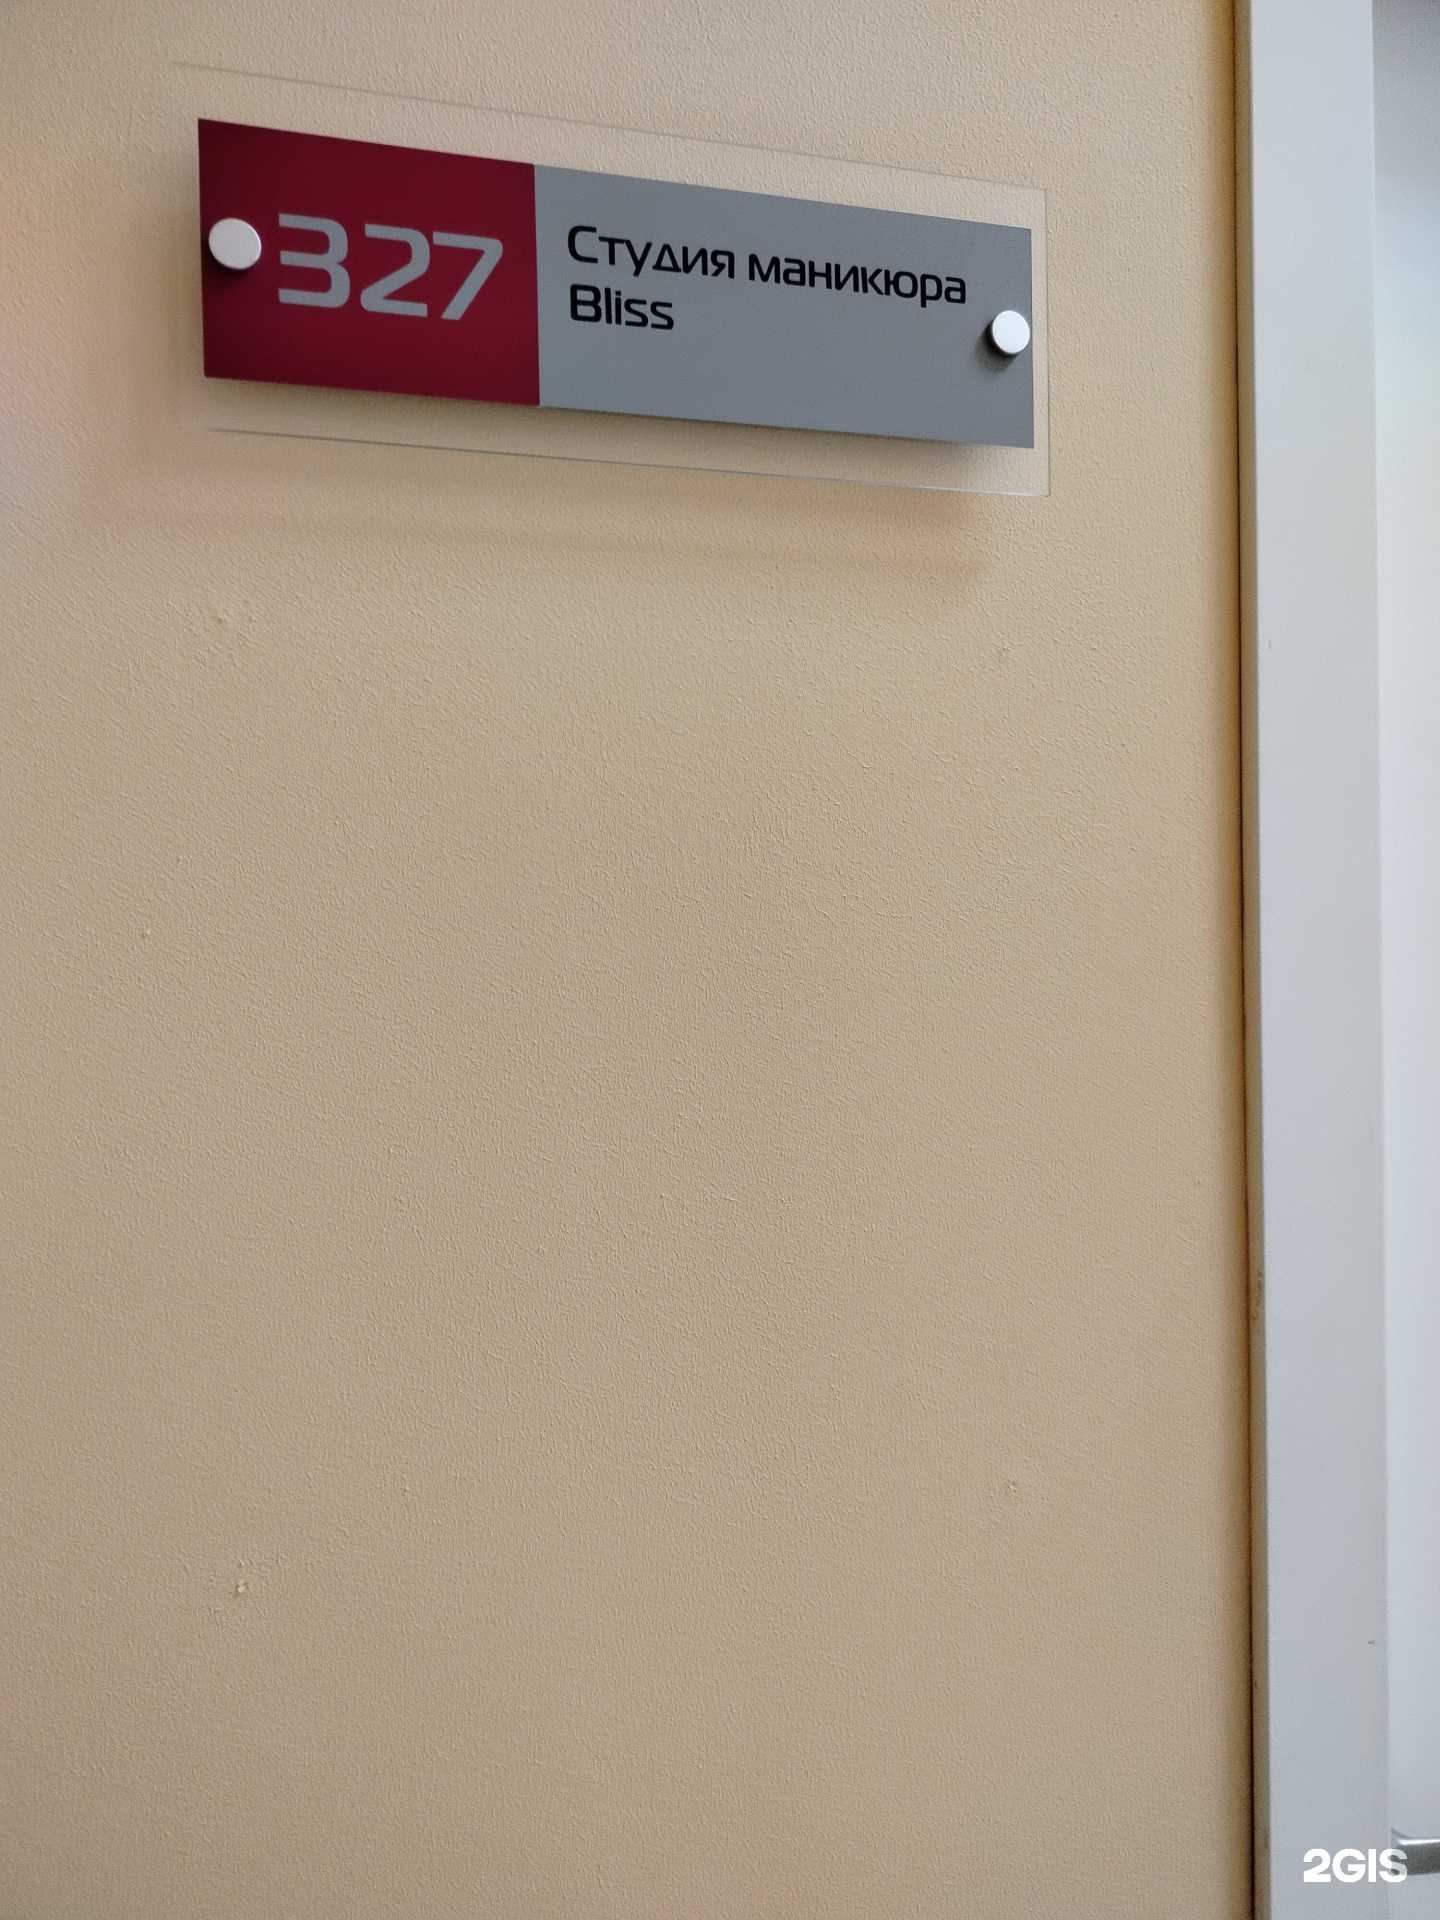 327
Студия маникюра
Bliss
2GIS